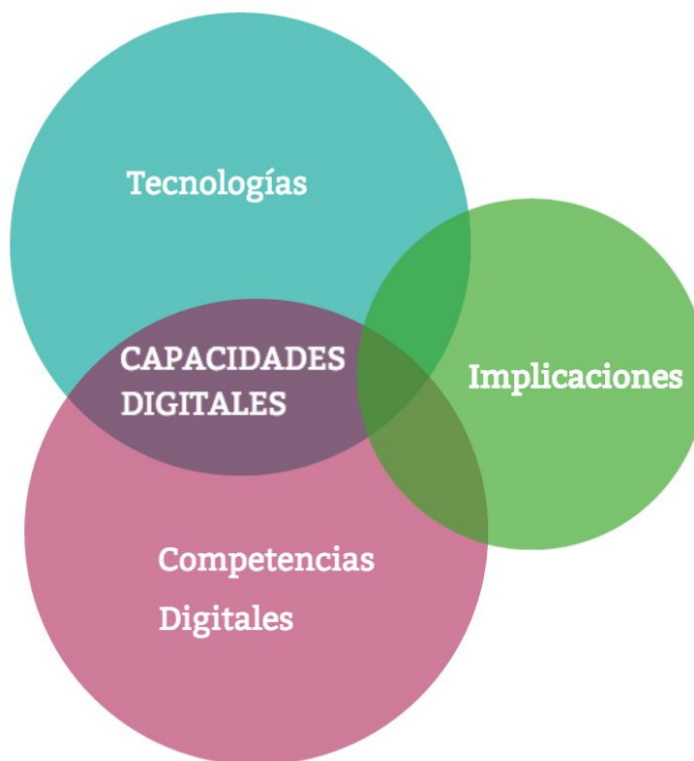 Tecnologías
CAPACIDADES
DIGITALES
Implicaciones
Competencias
Digitales